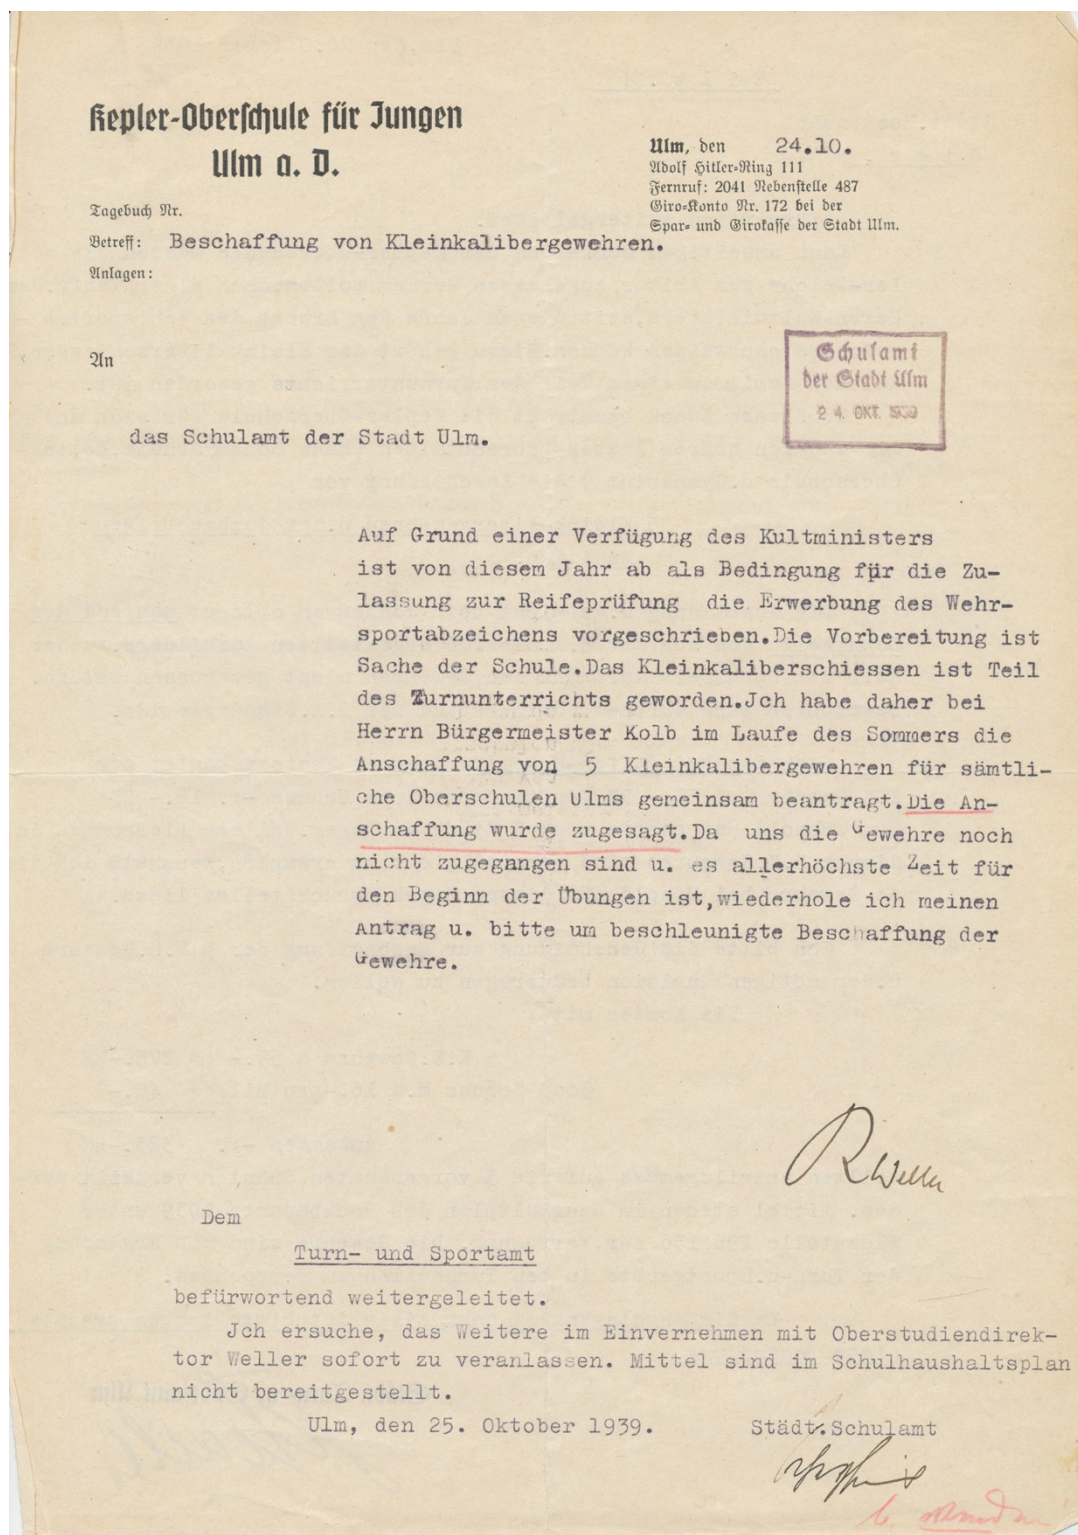 Kepler-Oberschule für Jungen
Ulm a. D.
Ulm, den 24.10.
Adolf Hitler-Ring 111
Fernruf: 2041 Nebenstelle 487
Giro-Konto Nr. 172 bei der
Spar- und Girokasse der Stadt Ulm.
Tagebuch Nr.
Betreff: Beschaffung von Kleinkalibergewehren.
Anlagen:
An
das Schulamt der Stadt Ulm.
Schulamt
der Stadt Ulm
24. OKT. 1939
Auf Grund einer Verfügung des Kultministers
ist von diesem Jahr ab als Bedingung für die Zu-
lassung zur Reifeprüfung die Erwerbung des Wehr-
sportabzeichens vorgeschrieben.Die Vorbereitung ist
Sache der Schule.Das Kleinkaliberschiessen ist Teil
des Turnunterrichts geworden.Jch habe daher bei
Herrn Bürgermeister Kolb im Laufe des Sommers die
Anschaffung von 5 Kleinkalibergewehren für sämtli-
che Oberschulen Ulms gemeinsam beantragt.Die An-
schaffung wurde zugesagt.Da uns die Gewehre noch
nicht zugegangen sind u. es allerhöchste Zeit für
den Beginn der Übungen ist,wiederhole ich meinen
Antrag u. bitte um beschleunigte Beschaffung der
Gewehre.
R Weller
Dem
Turn- und Sportamt
befürwortend weitergeleitet.
Jch ersuche, das Weitere im Einvernehmen mit Oberstudiendirek-
tor Weller sofort zu veranlassen. Mittel sind im Schulhaushaltsplan
nicht bereitgestellt.
Ulm, den 25. Oktober 1939.
Städt.Schulamt